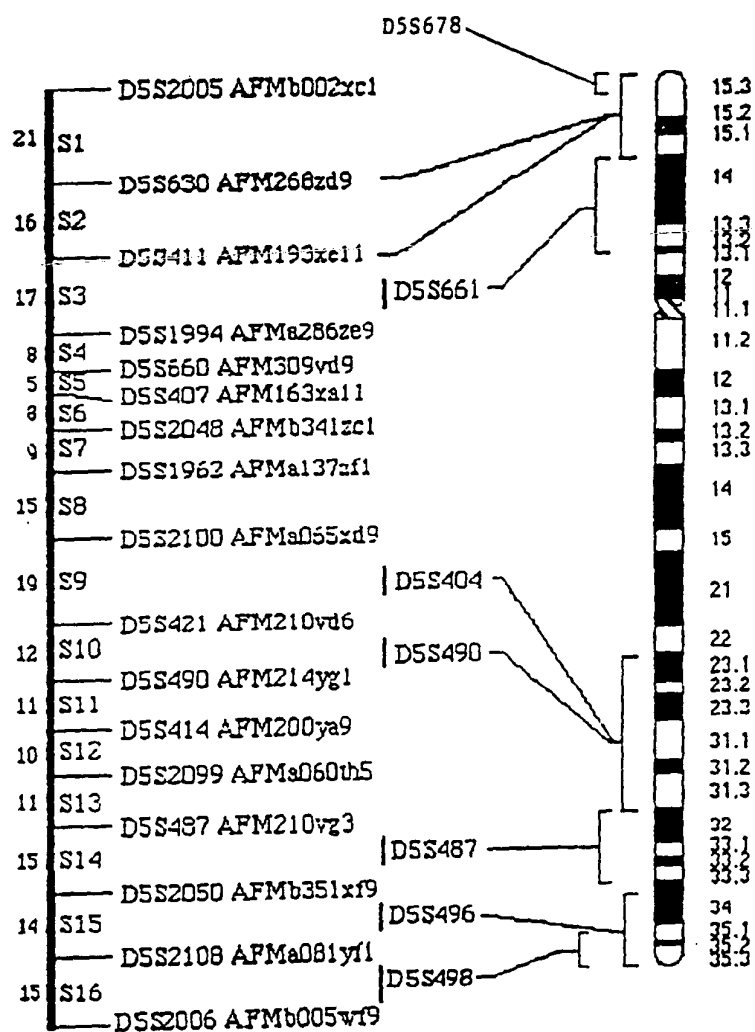 D5S678
D5S2005 AFMb002xc1
21 S1
D5S630 AFM268zd9
16 S2
D5S411 AFM193xe11
17 S3
D5S661
D5S1994 AFMa286ze9
8 S4
D5S660 AFM309vd9
5 S5
D5S407 AFM163xa11
8 S6
D5S2048 AFMb341zc1
9 S7
D5S1962 AFMa137zf1
15 S8
D5S2100 AFMa065xd9
19 S9
D5S404
D5S421 AFM210vd6
12 S10
D5S490
D5S490 AFM214yg1
11 S11
D5S414 AFM200ya9
10 S12
D5S2099 AFMa060th5
11 S13
D5S487 AFM210vg3
15 S14
D5S487
D5S2050 AFMb351xf9
14 S15
D5S496
D5S2108 AFMa081yf1
15 S16
D5S498
D5S2006 AFMb005wf9
15.3
15.2
15.1
14
13.3
13.2
13.1
12
11
11.1
11.2
12
13.1
13.2
13.3
14
15
21
22
23.1
23.2
23.3
31.1
31.2
31.3
32
33.1
33.2
33.3
34
35.1
35.2
35.3